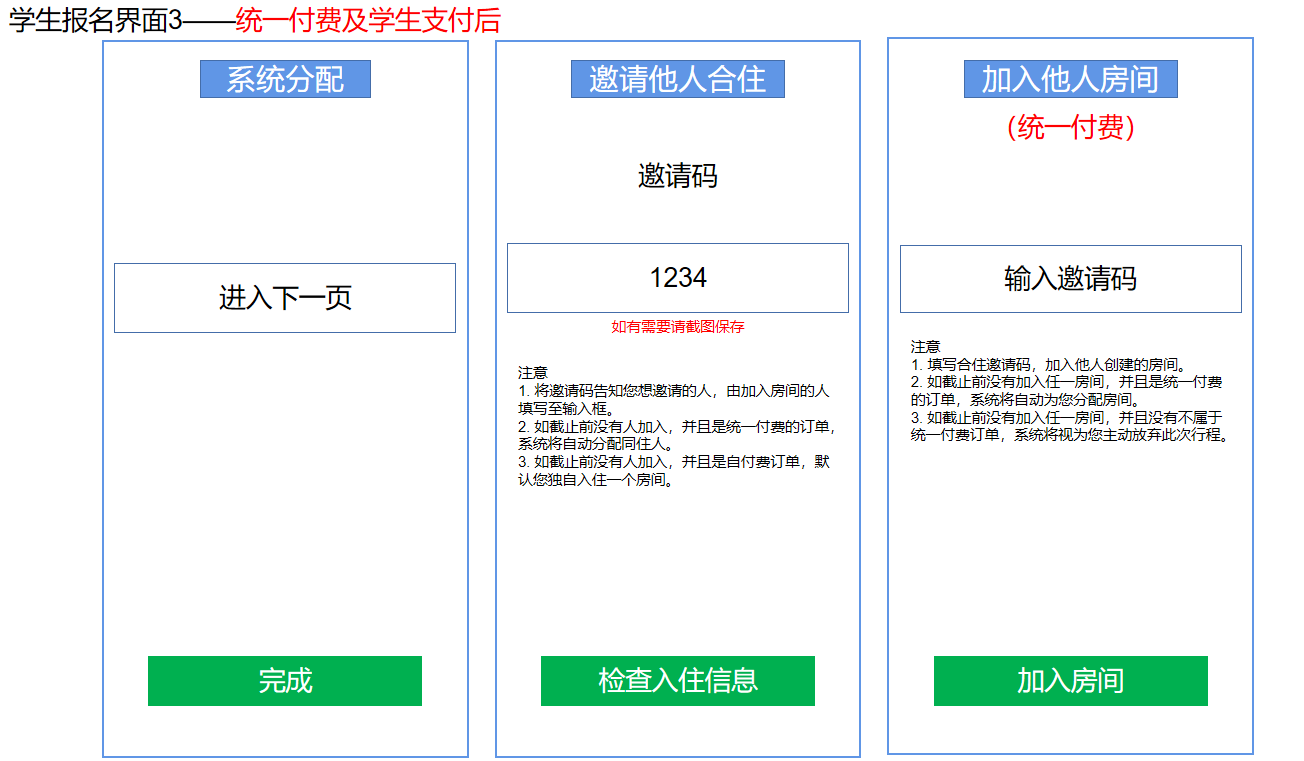 学生报名界面3——统一付费及学生支付后
系统分配
进入下一页
完成
邀请他人合住
邀请码
1234
如有需要请截图保存
注意
1. 将邀请码告知您想邀请的人，由加入房间的人
填写至输入框。
2. 如截止前没有人加入，并且是统一付费的订单，
系统将自动分配同住人。
3. 如截止前没有人加入，并且是自付费订单，默
认您独自入住一个房间。
检查入住信息
加入他人房间
（统一付费）
输入邀请码
注意
1. 填写合住邀请码，加入他人创建的房间。
2. 如截止前没有加入任一房间，并且是统一付费
的订单，系统将自动为您分配房间。
3. 如截止前没有加入任一房间，并且没有不属于
统一付费订单，系统将视为您主动放弃此次行程。
加入房间